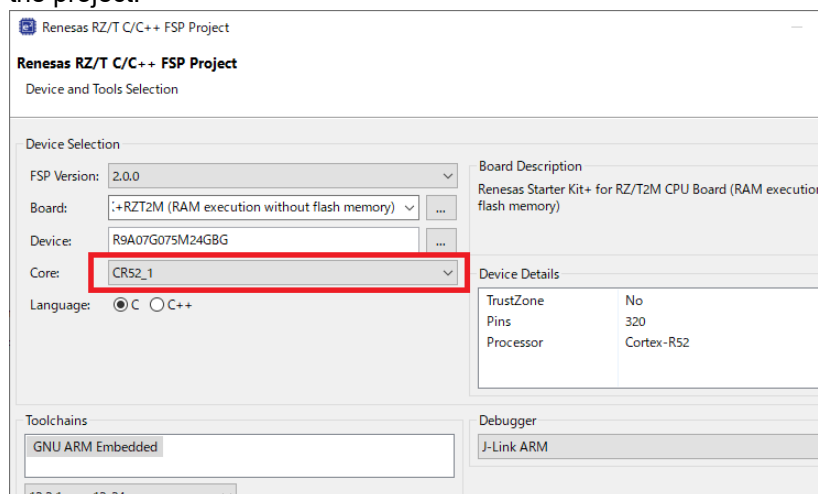 the project.
Renesas RZ/T C/C++ FSP Project
Renesas RZ/T C/C++ FSP Project
Device and Tools Selection
Device Selection
FSP Version: 2.0.0
Board: :+RZT2M (RAM execution without flash memory) ...
Device: R9A07G075M24GBG ...
Core: CR52_1
Language: C C++
Board Description
Renesas Starter Kit+ for RZ/T2M CPU Board (RAM execution
flash memory)
Device Details
TrustZone No
Pins 320
Processor Cortex-R52
Toolchains
GNU ARM Embedded
Debugger
J-Link ARM